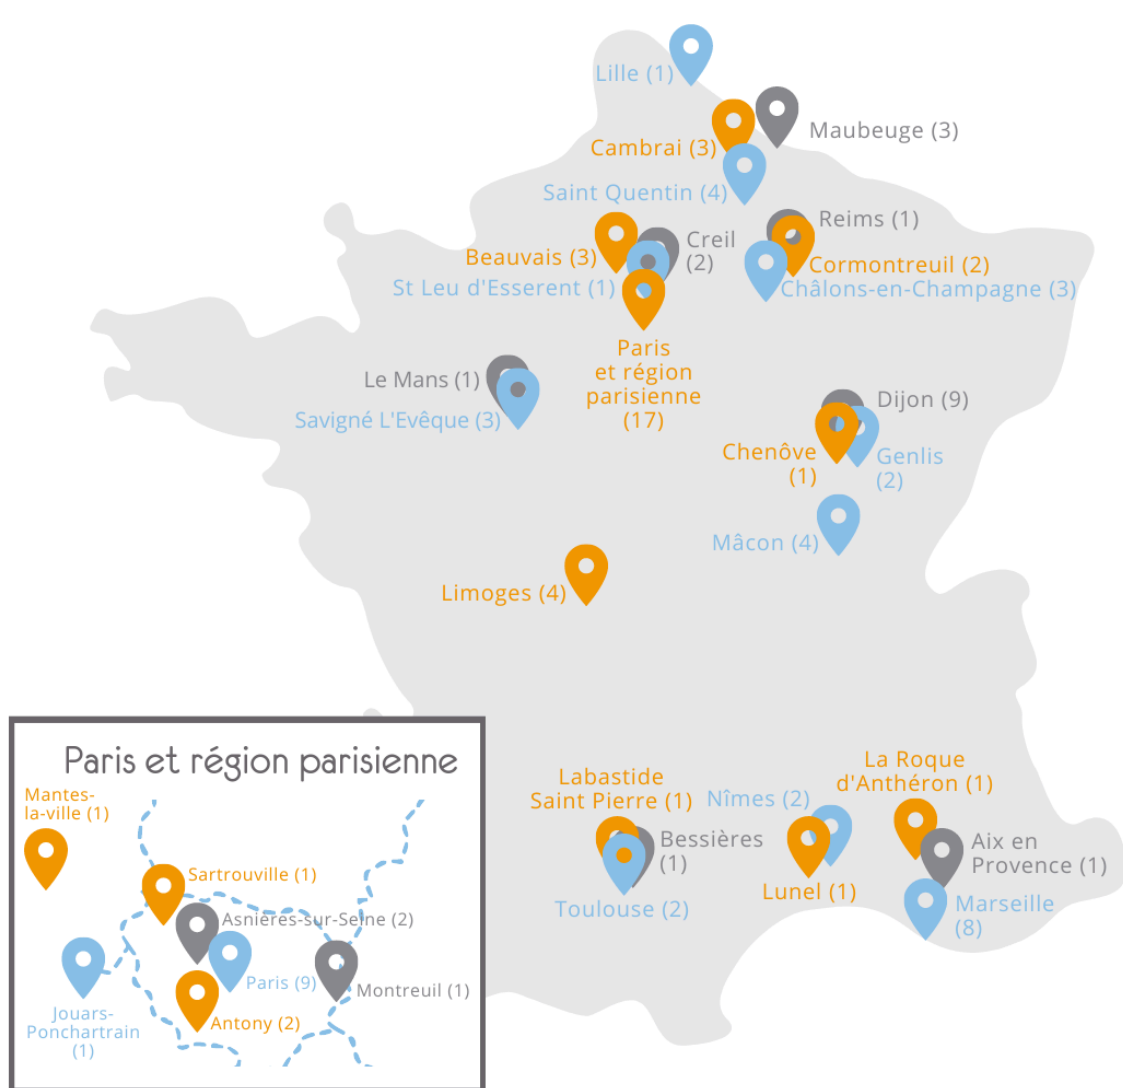 Lille (1)
Maubeuge (3)
Cambrai (3)
Saint Quentin (4)
Reims (1)
Creil
(2)
Beauvais (3)
Cormontreuil (2)
St Leu d'Esserent (1)
Châlons-en-Champagne (3)
Paris
et région
parisienne
(17)
Le Mans (1)
Savigné L'Evêque (3)
Dijon (9)
Chenôve
(1)
Genlis
(2)
Mâcon (4)
Limoges (4)
Labastide
Saint Pierre (1)
Nîmes (2)
La Roque
d'Anthéron (1)
Bessières
(1)
Aix en
Provence (1)
Lunel (1)
Toulouse (2)
Marseille
(8)
Paris et région parisienne
Mantes-
la-ville (1)
Sartrouville (1)
Asnières-sur-Seine (2)
Paris (9)
Montreuil (1)
Jouars-
Ponchartrain
(1)
Antony (2)